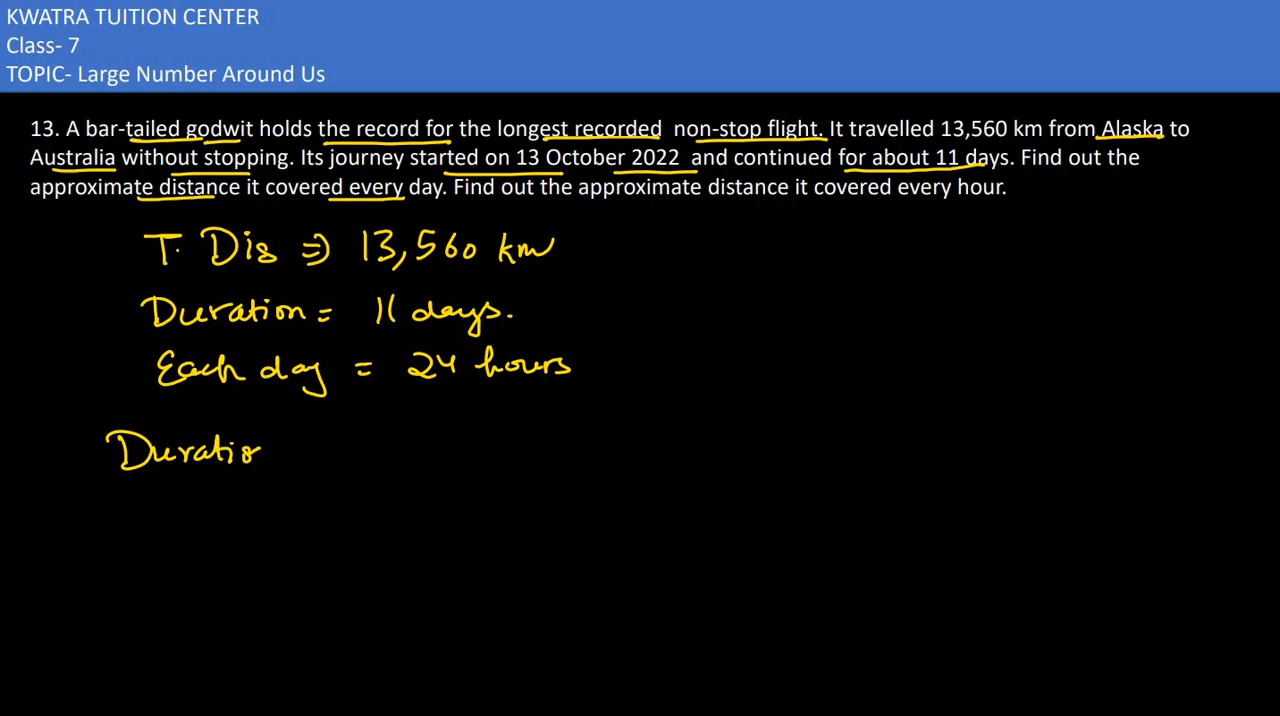 KWATRA TUITION CENTER
Class- 7
TOPIC- Large Number Around Us
13. A bar-tailed godwit holds the record for the longest recorded non-stop flight. It travelled 13,560 km from Alaska to
Australia without stopping. Its journey started on 13 October 2022 and continued for about 11 days. Find out the
approximate distance it covered every day. Find out the approximate distance it covered every hour.
T. Dis ⇒ 13,560 km
Duration = 11 days.
Each day = 24 hours
Duratio